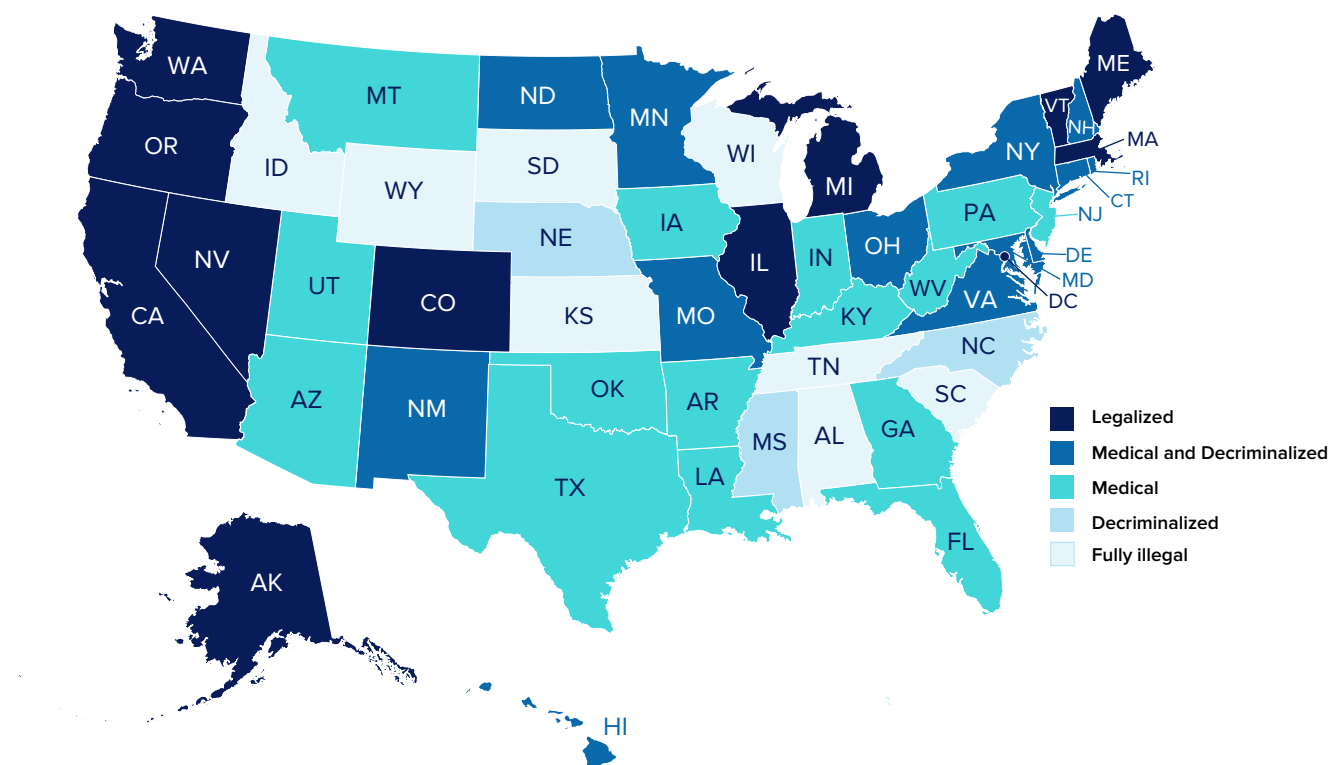 WA
MT
ND
MN
ME
VT
NH
OR
ID
WY
SD
WI
MI
NY
MA
RI
CT
NJ
PA
IA
NE
NV
UT
CO
IL
IN
OH
DE
MD
DC
WV
VA
CA
KS
MO
KY
NC
TN
SC
AZ
NM
OK
AR
MS
AL
GA
LA
TX
FL
AK
HI
Legalized
Medical and Decriminalized
Medical
Decriminalized
Fully illegal